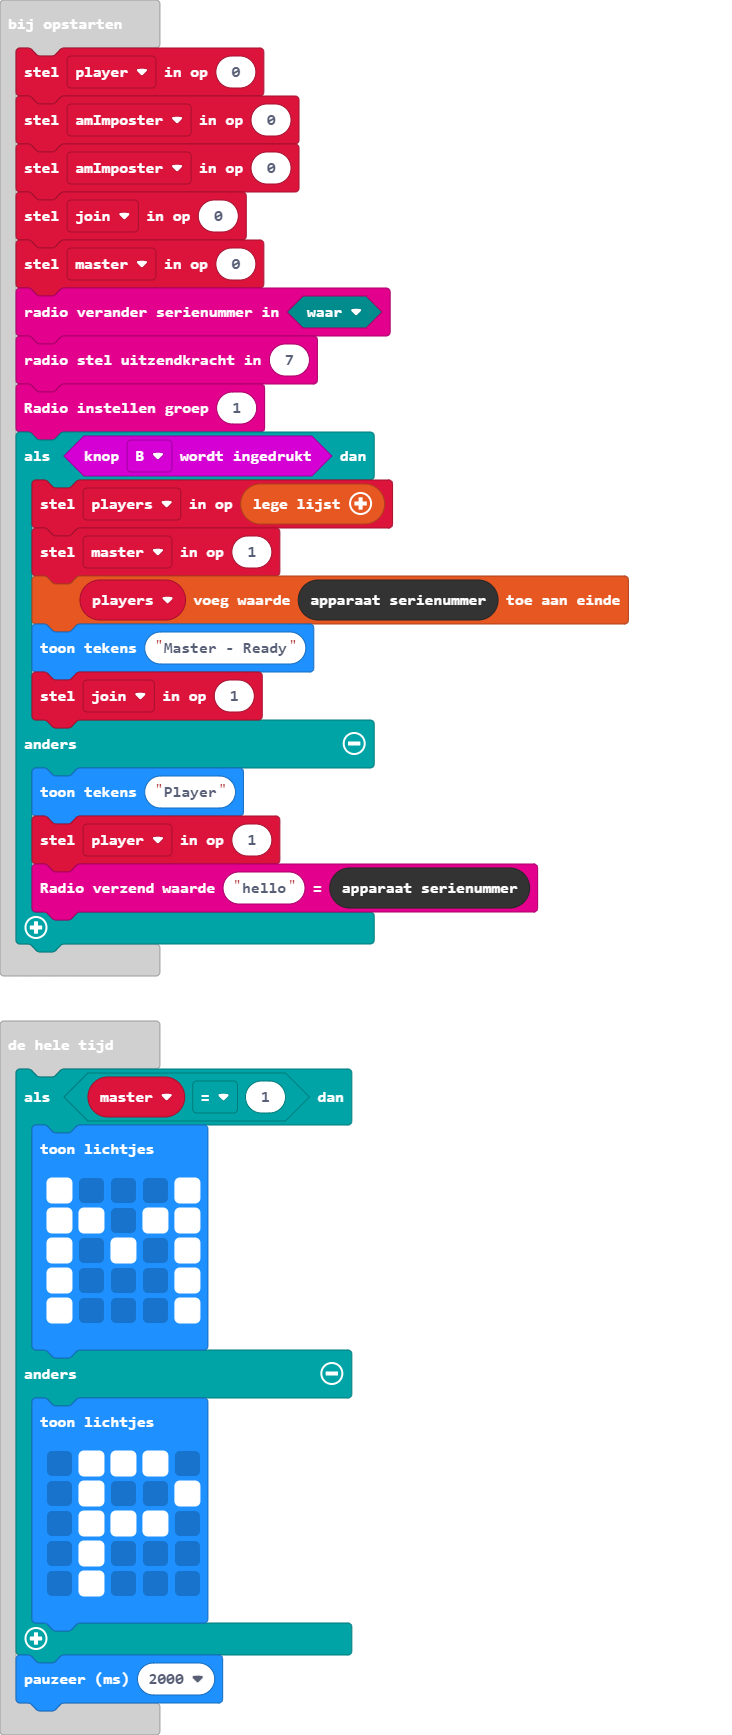 bij opstarten
stel player in op 0
stel amImposter in op 0
stel amImposter in op 0
stel join in op 0
stel master in op 0
radio verander serienummer in waar
radio stel uitzendkracht in 7
Radio instellen groep 1
als knop B wordt ingedrukt dan
stel players in op lege lijst
stel master in op 1
players voeg waarde apparaat serienummer toe aan einde
toon tekens "Master - Ready"
stel join in op 1
anders
toon tekens "Player"
stel player in op 1
Radio verzend waarde "hello" = apparaat serienummer
de hele tijd
als master = 1 dan
toon lichtjes
anders
toon lichtjes
pauzeer (ms) 2000